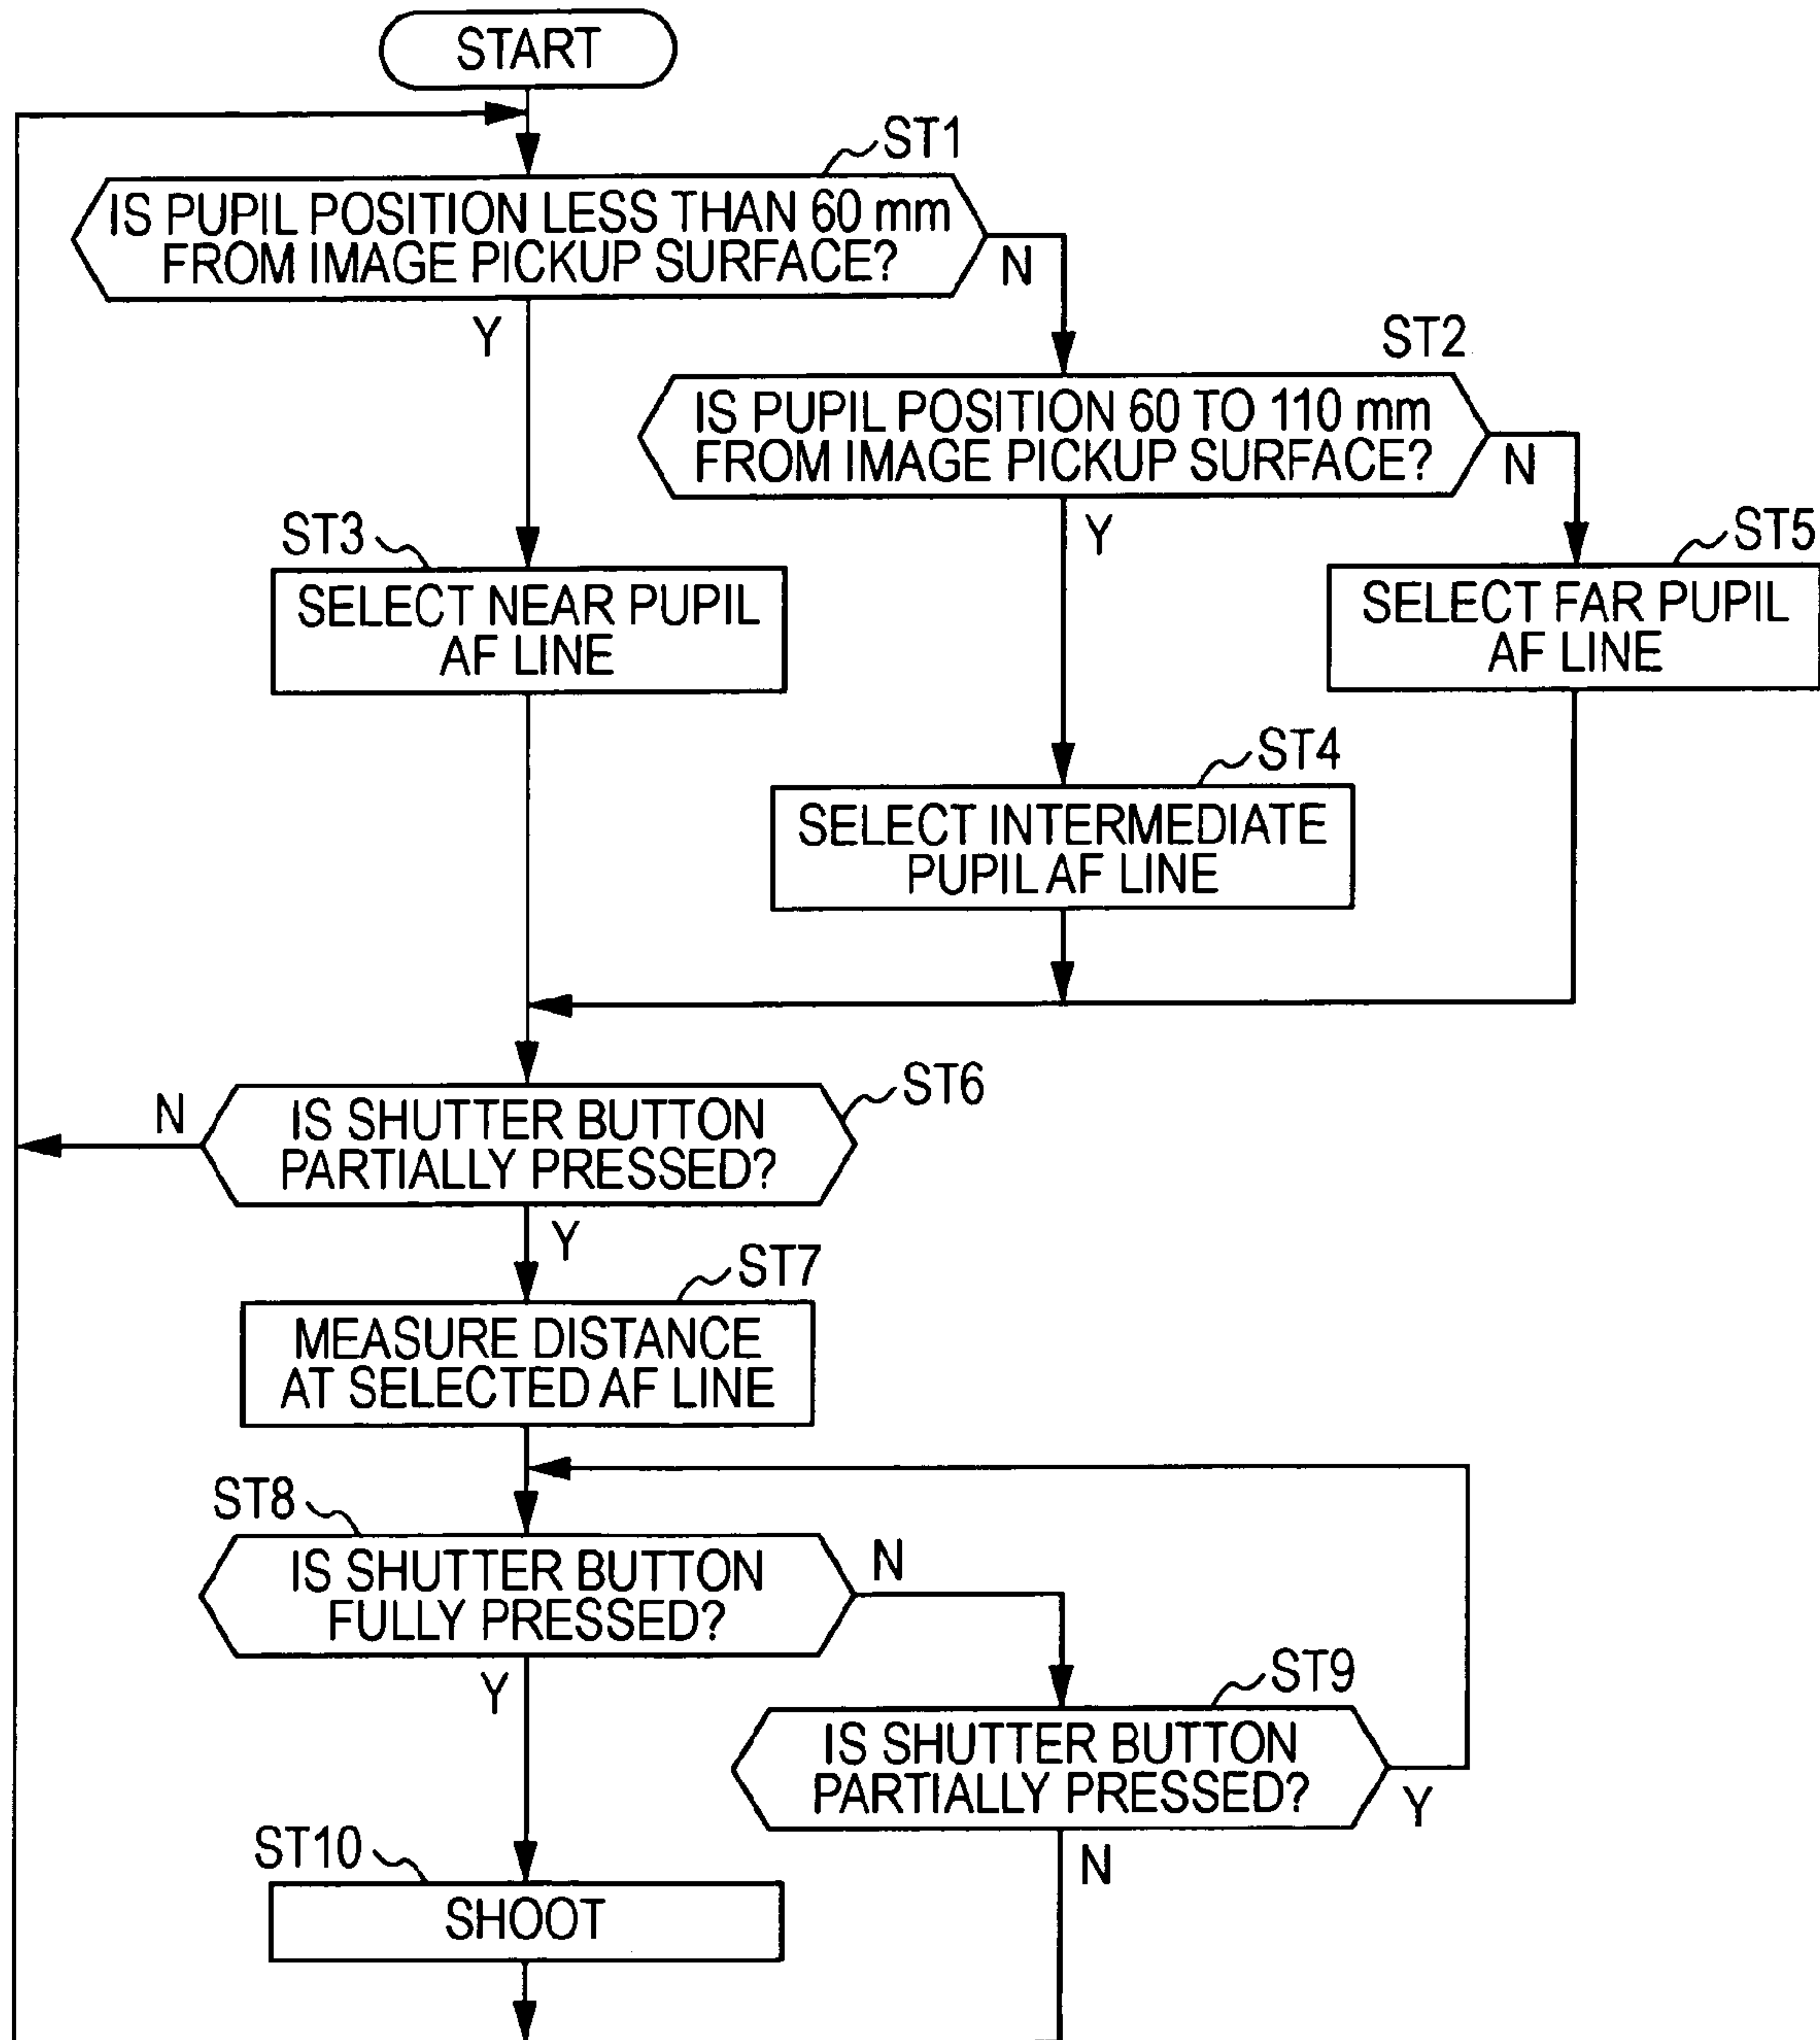 START
ST1
IS PUPIL POSITION LESS THAN 60 mm
FROM IMAGE PICKUP SURFACE?
N
Y
ST2
IS PUPIL POSITION 60 TO 110 mm
FROM IMAGE PICKUP SURFACE?
N
Y
ST3
SELECT NEAR PUPIL
AF LINE
ST5
SELECT FAR PUPIL
AF LINE
ST4
SELECT INTERMEDIATE
PUPIL AF LINE
ST6
N
IS SHUTTER BUTTON
PARTIALLY PRESSED?
Y
ST7
MEASURE DISTANCE
AT SELECTED AF LINE
ST8
IS SHUTTER BUTTON
FULLY PRESSED?
N
Y
ST9
IS SHUTTER BUTTON
PARTIALLY PRESSED?
Y
N
ST10
SHOOT